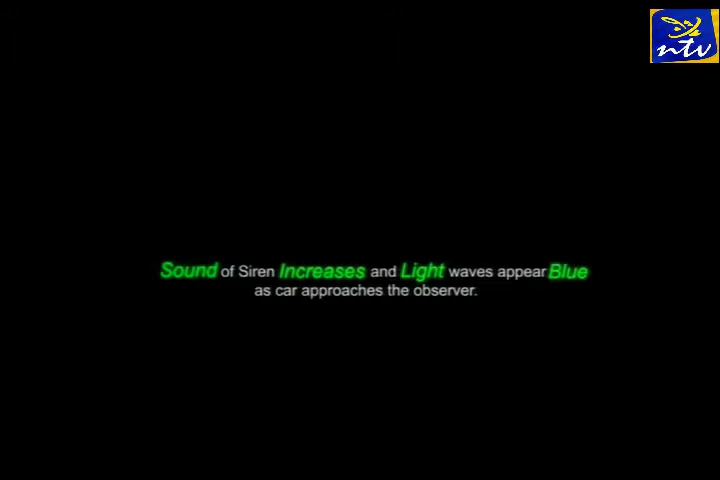 ntv
Sound of Siren Increases and Light waves appear Blue
as car approaches the observer.